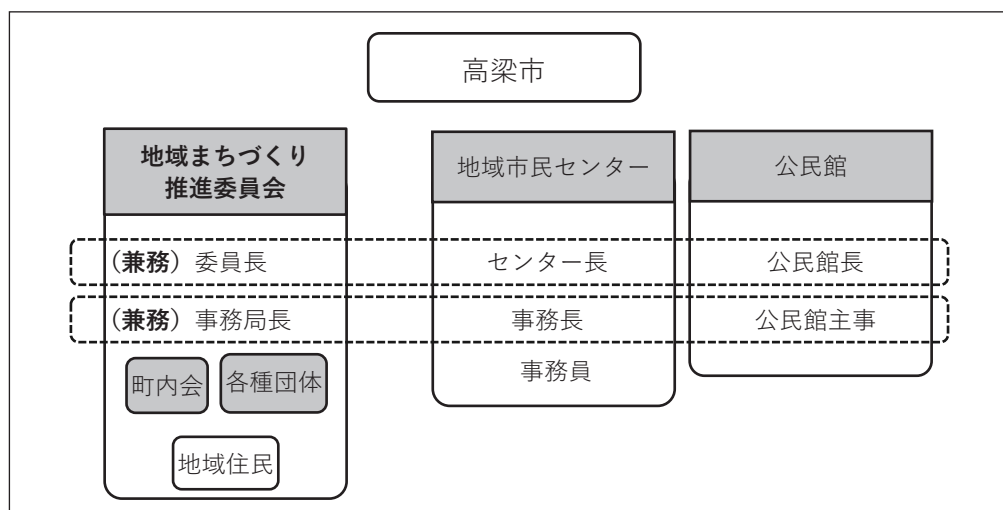 高梁市
地域まちづくり
推進委員会
地域市民センター
公民館
(兼務) 委員長
センター長
公民館長
(兼務) 事務局長
事務長
公民館主事
事務員
町内会
各種団体
地域住民